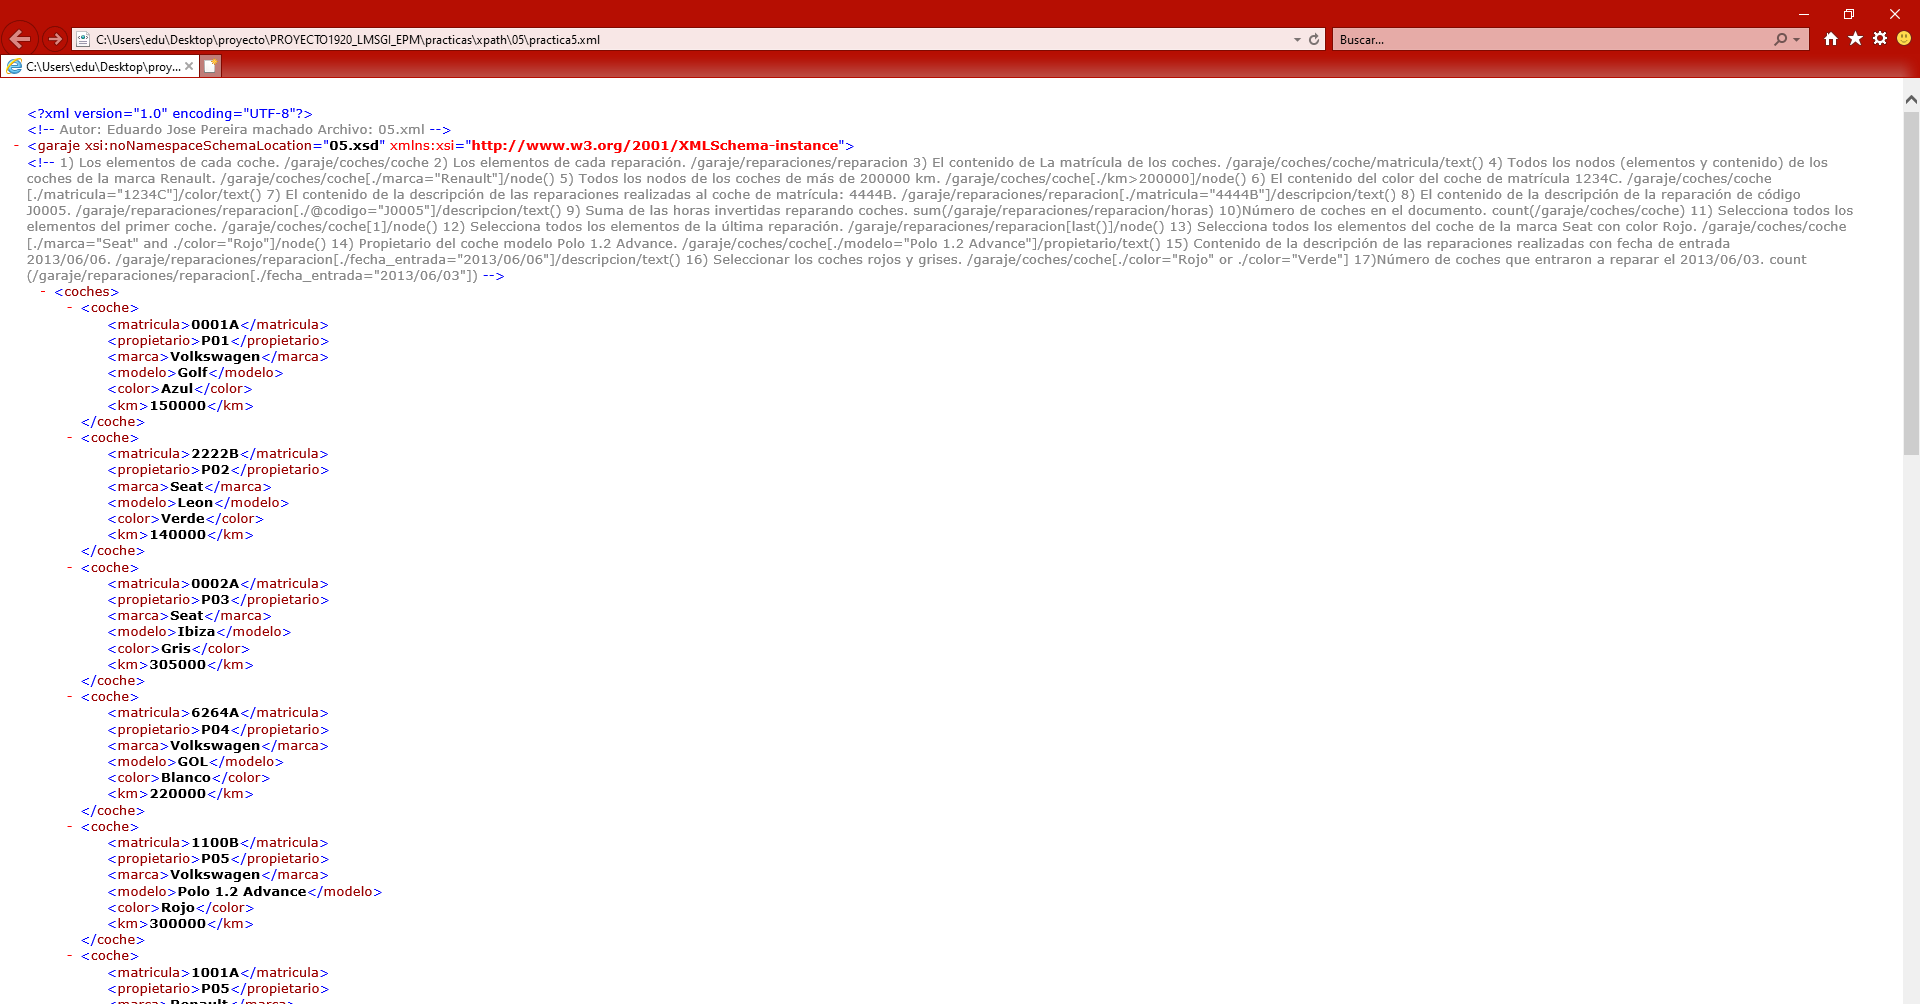 C:\Users\edu\Desktop\proyecto\PROYECTO1920_LMSGI_EPM\practicas\xpath\05\practica5.xml
Buscar...
C:\Users\edu\Desktop\proy...
<?xml version="1.0" encoding="UTF-8"?>
<!-- Autor: Eduardo Jose Pereira machado Archivo: 05.xml -->
- <garaje xsi:noNamespaceSchemaLocation="05.xsd" xmlns:xsi="http://www.w3.org/2001/XMLSchema-instance">
<!-- 1) Los elementos de cada coche. /garaje/coches/coche 2) Los elementos de cada reparación. /garaje/reparaciones/reparacion 3) El contenido de La matrícula de los coches. /garaje/coches/coche/matricula/text() 4) Todos los nodos (elementos y contenido) de los
coches de la marca Renault. /garaje/coches/coche[./marca="Renault"]/node() 5) Todos los nodos de los coches de más de 200000 km. /garaje/coches/coche[./km>200000]/node() 6) El contenido del color del coche de matrícula 1234C. /garaje/coches/coche
[./matricula="1234C"]/color/text() 7) El contenido de la descripción de las reparaciones realizadas al coche de matrícula: 4444B. /garaje/reparaciones/reparacion[./matricula="4444B"]/descripcion/text() 8) El contenido de la descripción de la reparación de código
J0005. /garaje/reparaciones/reparacion[./@codigo="J0005"]/descripcion/text() 9) Suma de las horas invertidas reparando coches. sum(/garaje/reparaciones/reparacion/horas) 10)Número de coches en el documento. count(/garaje/coches/coche) 11) Selecciona todos los
elementos del primer coche. /garaje/coches/coche[1]/node() 12) Selecciona todos los elementos de la última reparación. /garaje/reparaciones/reparacion[last()]/node() 13) Selecciona todos los elementos del coche de la marca Seat con color Rojo. /garaje/coches/coche
[./marca="Seat" and ./color="Rojo"]/node() 14) Propietario del coche modelo Polo 1.2 Advance. /garaje/coches/coche[./modelo="Polo 1.2 Advance"]/propietario/text() 15) Contenido de la descripción de las reparaciones realizadas con fecha de entrada
2013/06/06. /garaje/reparaciones/reparacion[./fecha_entrada="2013/06/06"]/descripcion/text() 16) Seleccionar los coches rojos y grises. /garaje/coches/coche[./color="Rojo" or ./color="Verde"] 17)Número de coches que entraron a reparar el 2013/06/03. count
(/garaje/reparaciones/reparacion[./fecha_entrada="2013/06/03"]) -->
- <coches>
- <coche>
<matricula>0001A</matricula>
<propietario>P01</propietario>
<marca>Volkswagen</marca>
<modelo>Golf</modelo>
<color>Azul</color>
<km>150000</km>
</coche>
- <coche>
<matricula>2222B</matricula>
<propietario>P02</propietario>
<marca>Seat</marca>
<modelo>Leon</modelo>
<color>Verde</color>
<km>140000</km>
</coche>
- <coche>
<matricula>0002A</matricula>
<propietario>P03</propietario>
<marca>Seat</marca>
<modelo>Ibiza</modelo>
<color>Gris</color>
<km>305000</km>
</coche>
- <coche>
<matricula>6264A</matricula>
<propietario>P04</propietario>
<marca>Volkswagen</marca>
<modelo>GOL</modelo>
<color>Blanco</color>
<km>220000</km>
</coche>
- <coche>
<matricula>1100B</matricula>
<propietario>P05</propietario>
<marca>Volkswagen</marca>
<modelo>Polo 1.2 Advance</modelo>
<color>Rojo</color>
<km>300000</km>
</coche>
- <coche>
<matricula>1001A</matricula>
<propietario>P05</propietario>
<marca>Renault</marca>